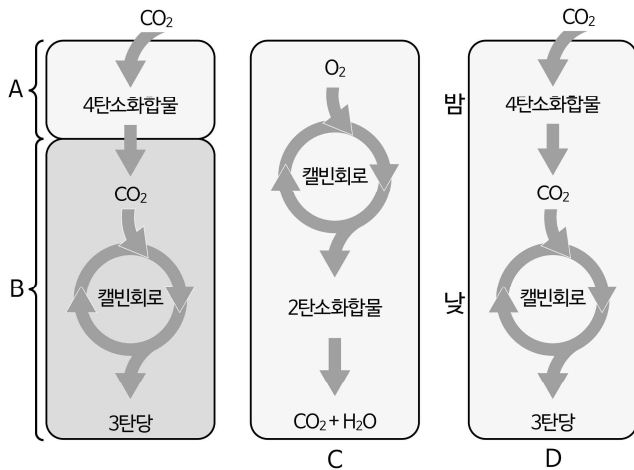 CO₂
A
4탄소화합물
CO₂
B
캘빈회로
3탄당
O₂
캘빈회로
2탄소화합물
CO₂ + H₂O
C
CO₂
밤
4탄소화합물
CO₂
낮
캘빈회로
3탄당
D